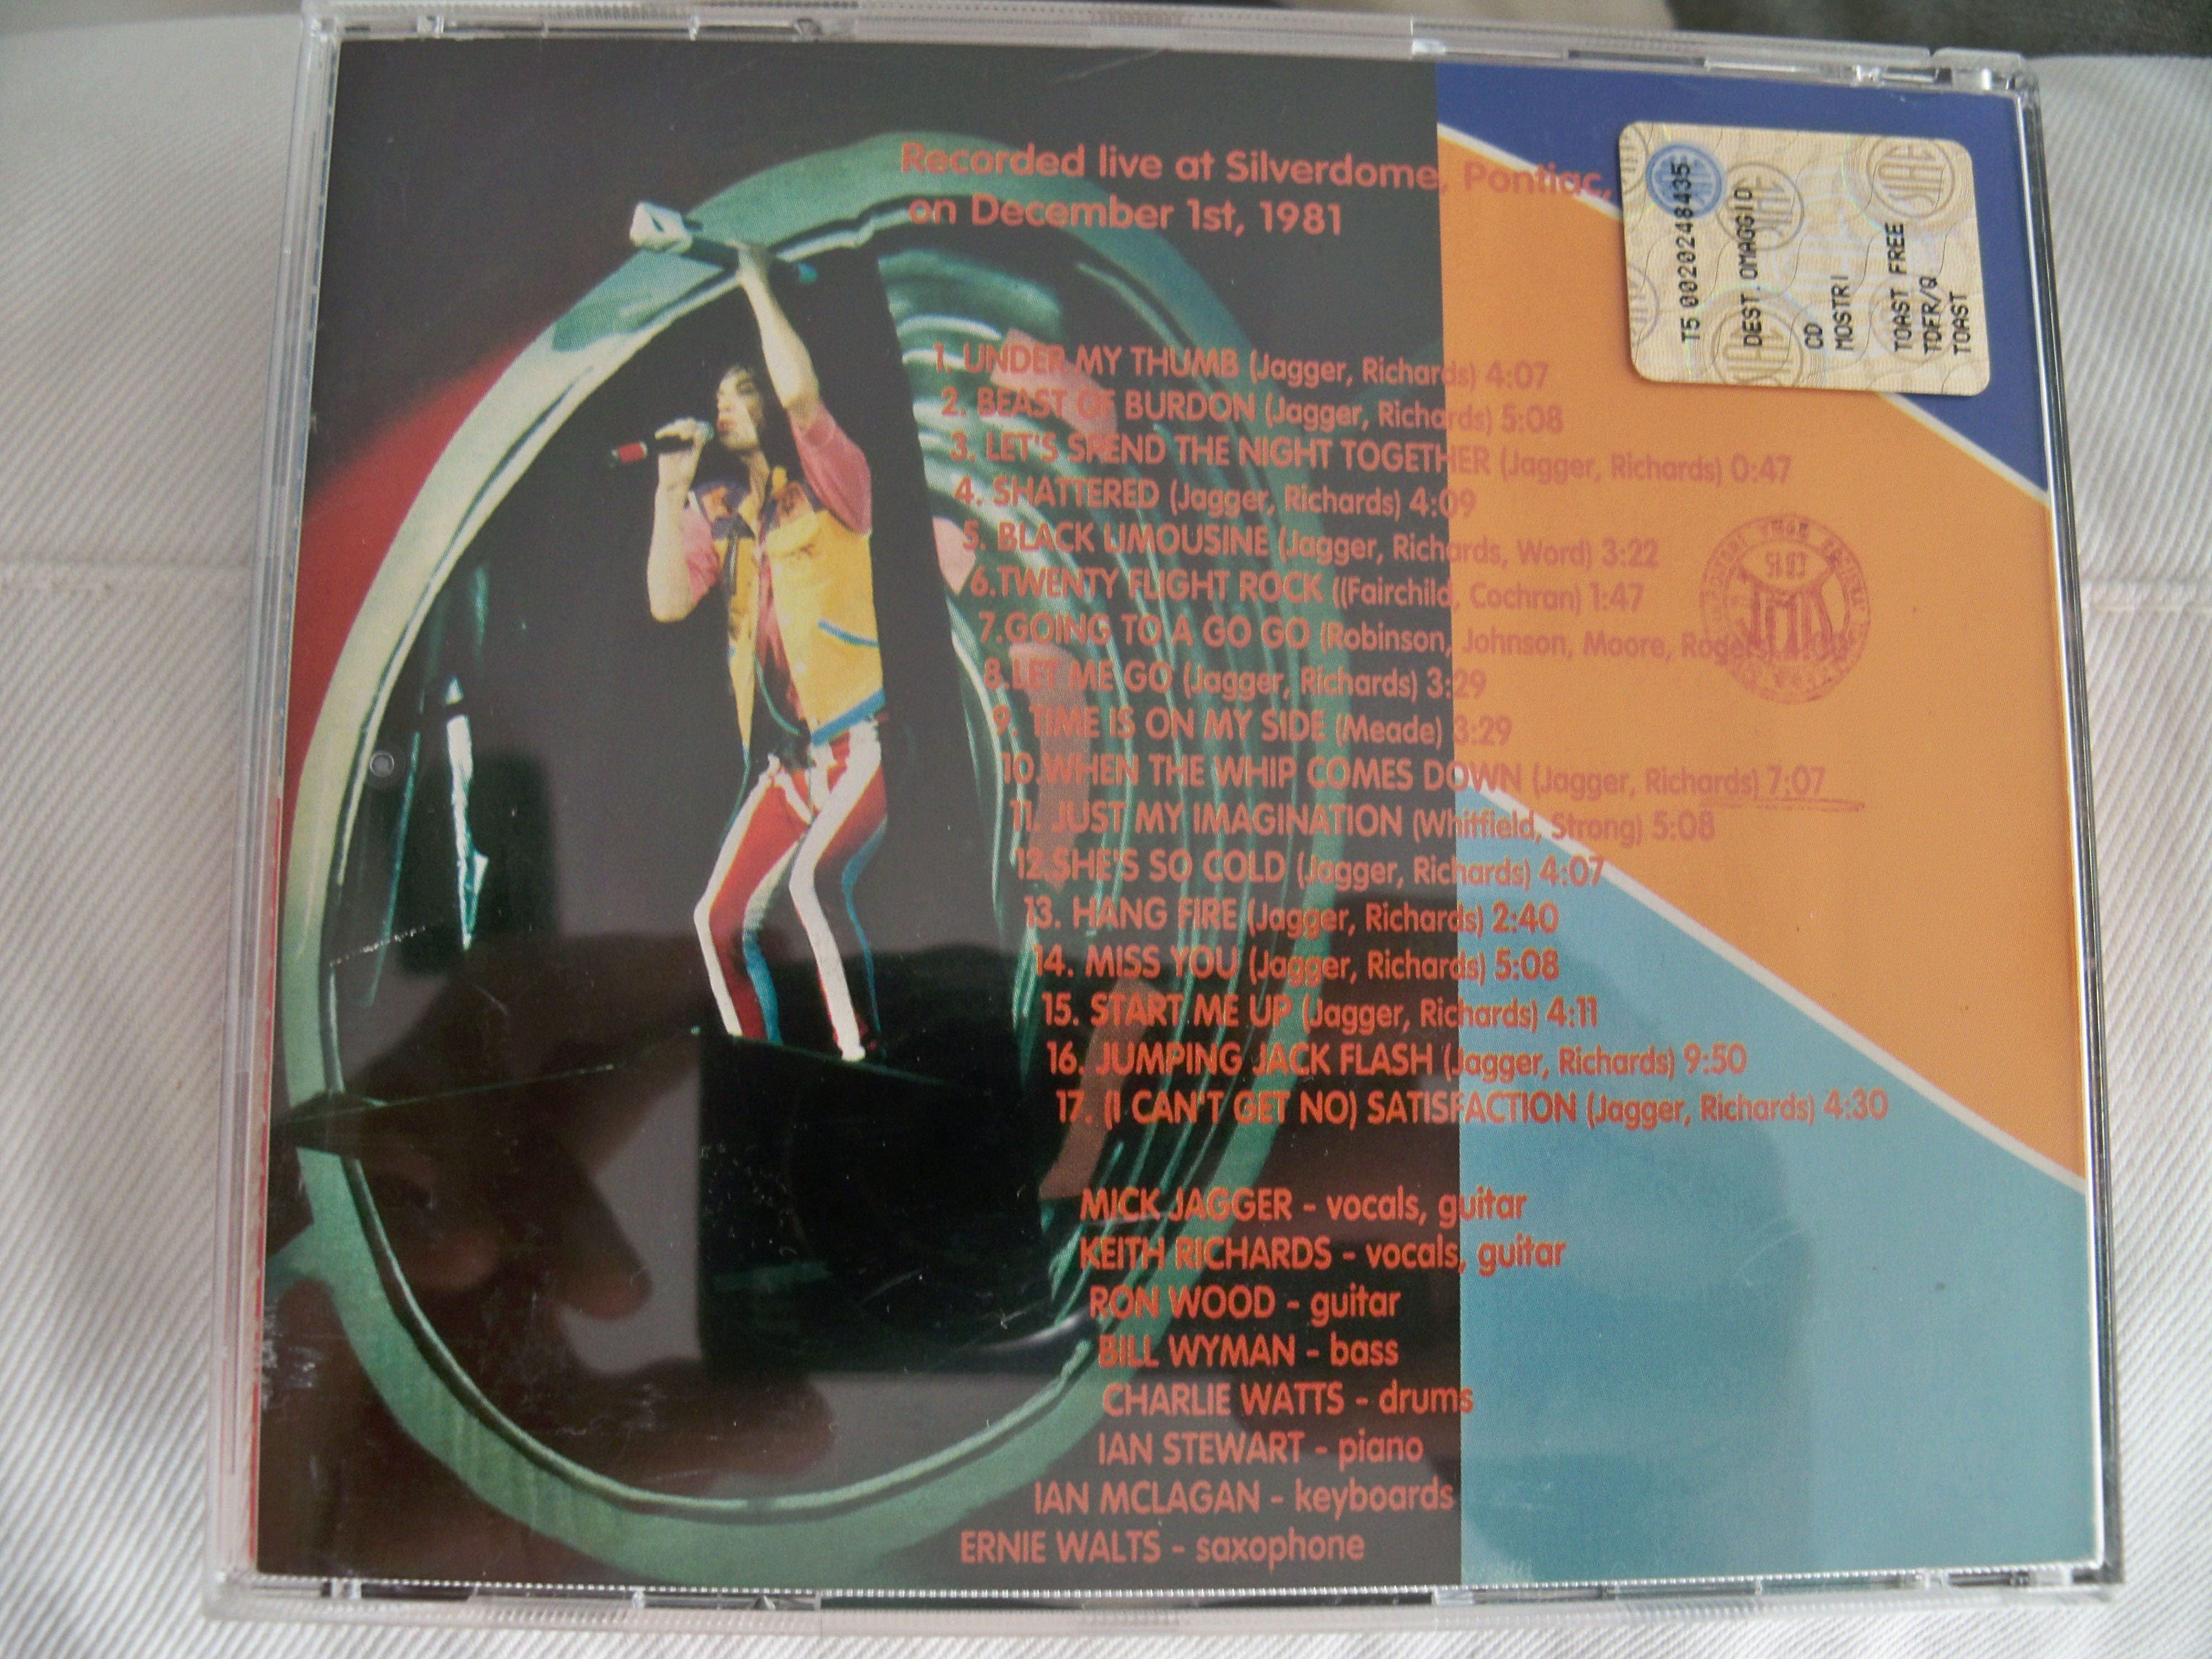 Recorded live at Silverdome, Pontiac,
on December 1st, 1981
T5 0020248435
DEST.OMAGGIO
CD
MOSTRI
TOAST FREE
TOFR/Q
TOAST
1. UNDER MY THUMB (Jagger, Richards) 4:07
2. BEAST OF BURDON (Jagger, Richards) 5:08
3. LET'S SPEND THE NIGHT TOGETHER (Jagger, Richards) 0:47
4. SHATTERED (Jagger, Richards) 4:09
5. BLACK LIMOUSINE (Jagger, Richards, Word) 3:22
6.TWENTY FLIGHT ROCK ((Fairchild, Cochran) 1:47
7.GOING TO A GO GO (Robinson, Johnson, Moore, Rogers)
8.LET ME GO (Jagger, Richards) 3:29
9. TIME IS ON MY SIDE (Meade) 3:29
10.WHEN THE WHIP COMES DOWN (Jagger, Richards) 7:07
11. JUST MY IMAGINATION (Whitfield, Strong) 5:08
12.SHE'S SO COLD (Jagger, Richards) 4:07
13. HANG FIRE (Jagger, Richards) 2:40
14. MISS YOU (Jagger, Richards) 5:08
15. START ME UP (Jagger, Richards) 4:11
16. JUMPING JACK FLASH (Jagger, Richards) 9:50
17. (I CAN'T GET NO) SATISFACTION (Jagger, Richards) 4:30
MICK JAGGER - vocals, guitar
KEITH RICHARDS - vocals, guitar
RON WOOD - guitar
BILL WYMAN - bass
CHARLIE WATTS - drums
IAN STEWART - piano
IAN MCLAGAN - keyboards
ERNIE WALTS - saxophone